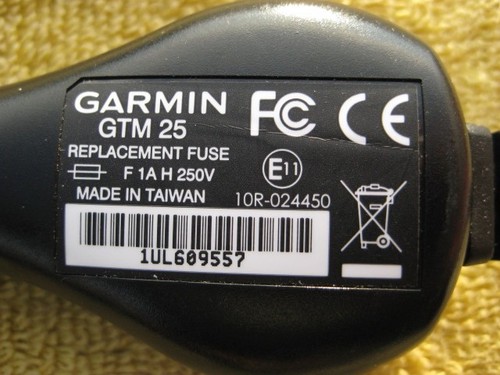 GARMIN
GTM 25
FC CE
REPLACEMENT FUSE
F 1A H 250V
E11
MADE IN TAIWAN
10R-024450
1UL609557